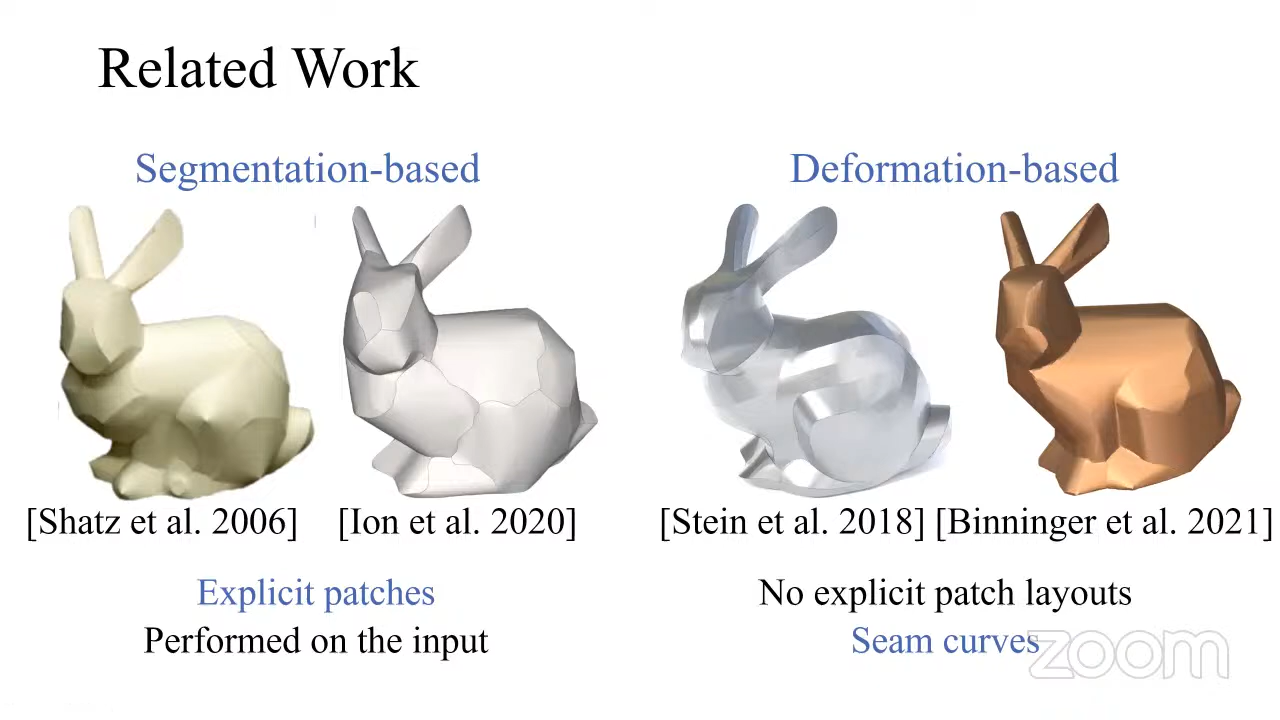 Related Work
Segmentation-based
Deformation-based
[Shatz et al. 2006]
[Ion et al. 2020]
[Stein et al. 2018]
[Binninger et al. 2021]
Explicit patches
Performed on the input
No explicit patch layouts
Seam curves
zoom